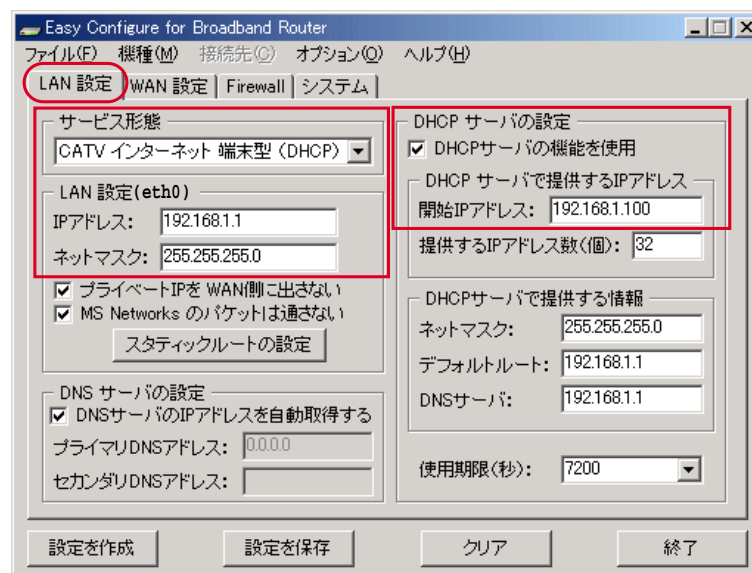 Easy Configure for Broadband Router
ファイル(F) 機種(M) 接続先(C) オプション(O) ヘルプ(H)
LAN 設定 WAN 設定 Firewall システム
サービス形態
CATV インターネット 端末型 (DHCP)
LAN 設定(eth0)
IPアドレス: 192.168.1.1
ネットマスク: 255.255.255.0
プライベートIPを WAN側に出さない
MS Networks のパケットは通さない
スタティックルートの設定
DNS サーバの設定
DNSサーバのIPアドレスを自動取得する
プライマリDNSアドレス: 0.0.0.0
セカンダリDNSアドレス:
DHCP サーバの設定
DHCPサーバの機能を使用
DHCP サーバで提供するIPアドレス
開始IPアドレス: 192.168.1.100
提供するIPアドレス数(個): 32
DHCPサーバで提供する情報
ネットマスク: 255.255.255.0
デフォルトルート: 192.168.1.1
DNSサーバ: 192.168.1.1
使用期限(秒): 7200
設定を作成 設定を保存 クリア 終了